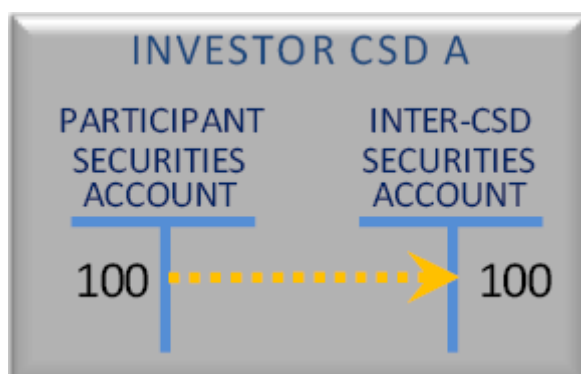 INVESTOR CSD A
PARTICIPANT
SECURITIES
ACCOUNT
INTER-CSD
SECURITIES
ACCOUNT
100
100